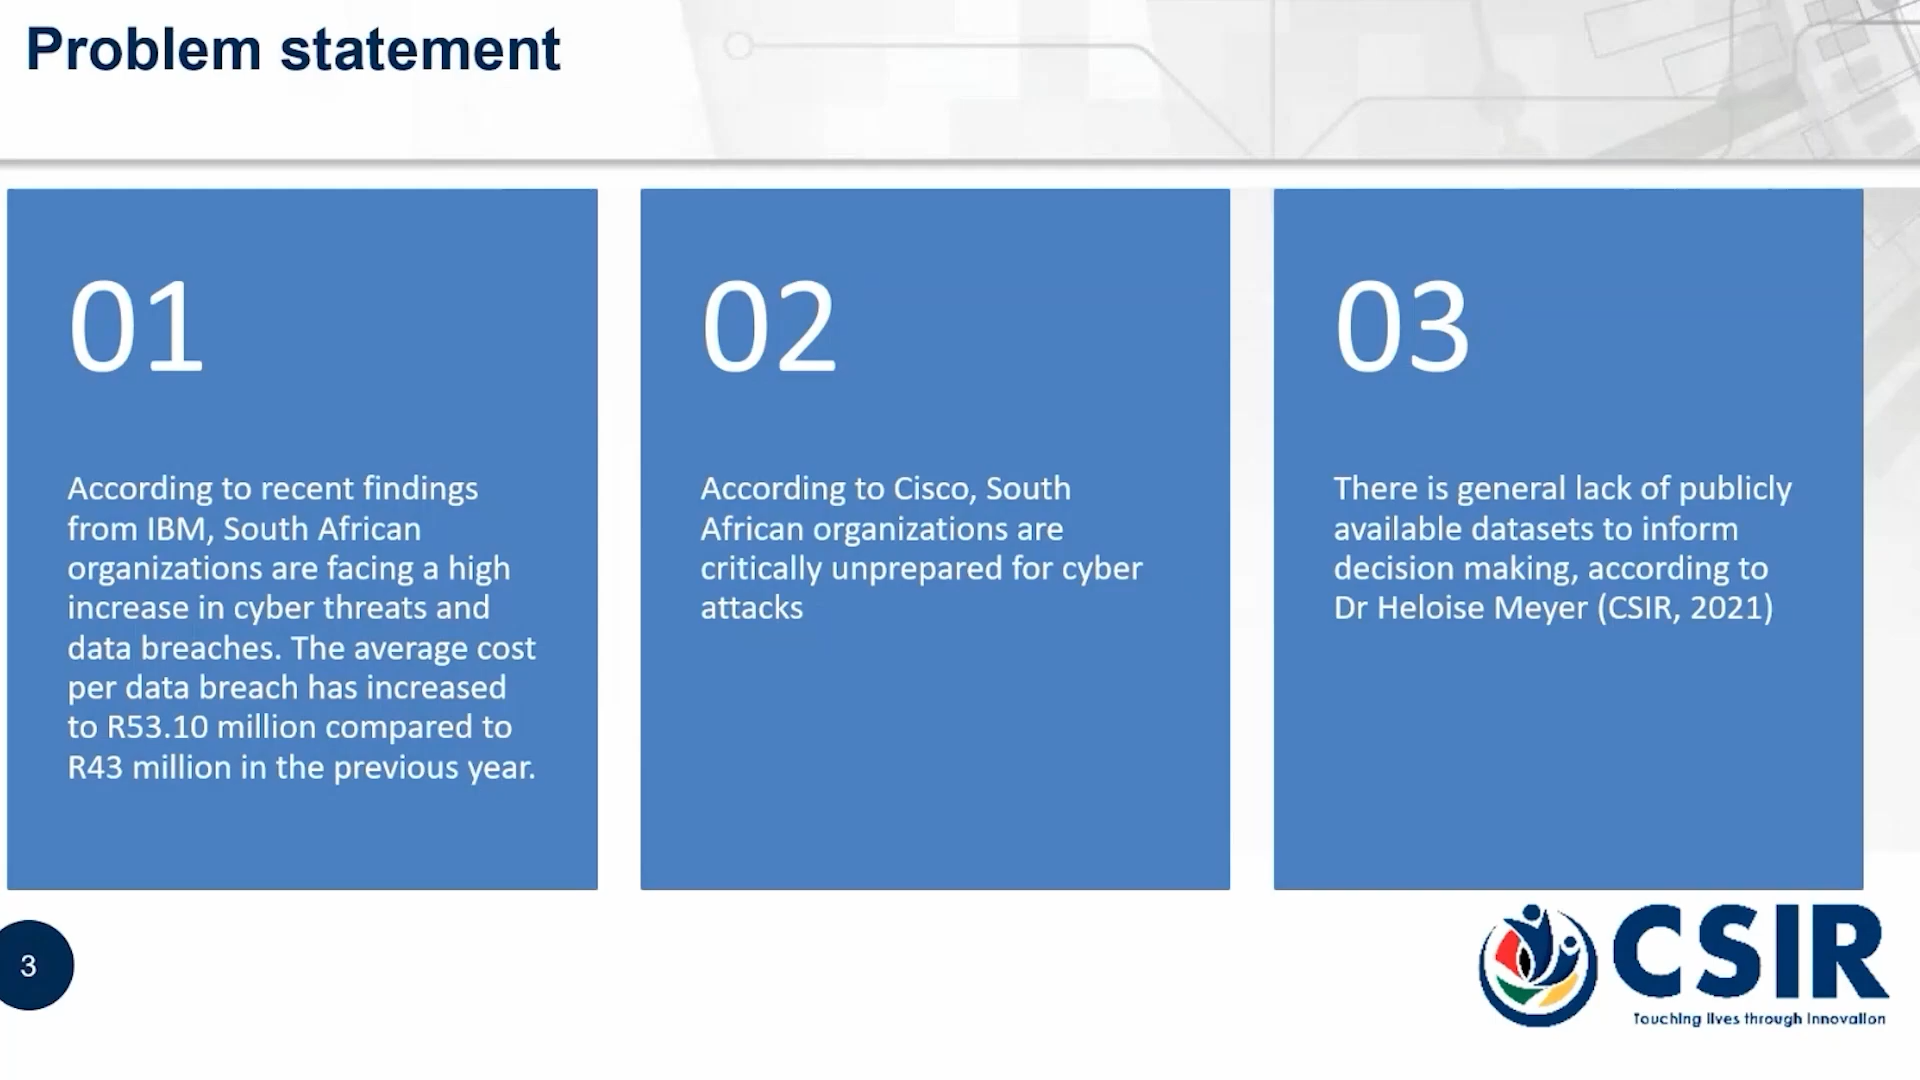 Problem statement
01
According to recent findings
from IBM, South African
organizations are facing a high
increase in cyber threats and
data breaches. The average cost
per data breach has increased
to R53.10 million compared to
R43 million in the previous year.
02
According to Cisco, South
African organizations are
critically unprepared for cyber
attacks
03
There is general lack of publicly
available datasets to inform
decision making, according to
Dr Heloise Meyer (CSIR, 2021)
3
CSIR
Touching lives through innovation